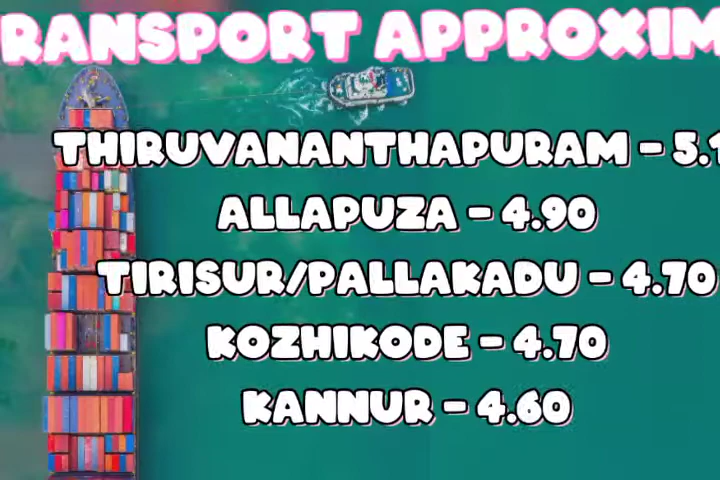 RANSPORT APPROXIM
THIRUVANANTHAPURAM - 5.1
ALLAPUZA - 4.90
TIRISUR/PALLAKADU - 4.70
KOZHIKODE - 4.70
KANNUR - 4.60